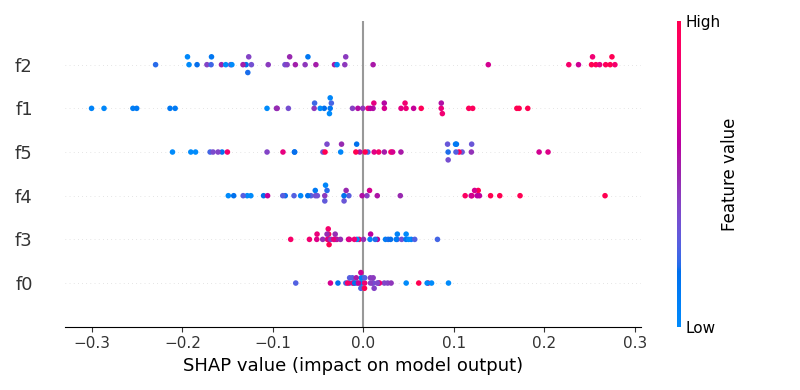 High
f2
f1
f5
f4
f3
f0
Feature value
Low
−0.3 −0.2 −0.1 0.0 0.1 0.2 0.3
SHAP value (impact on model output)